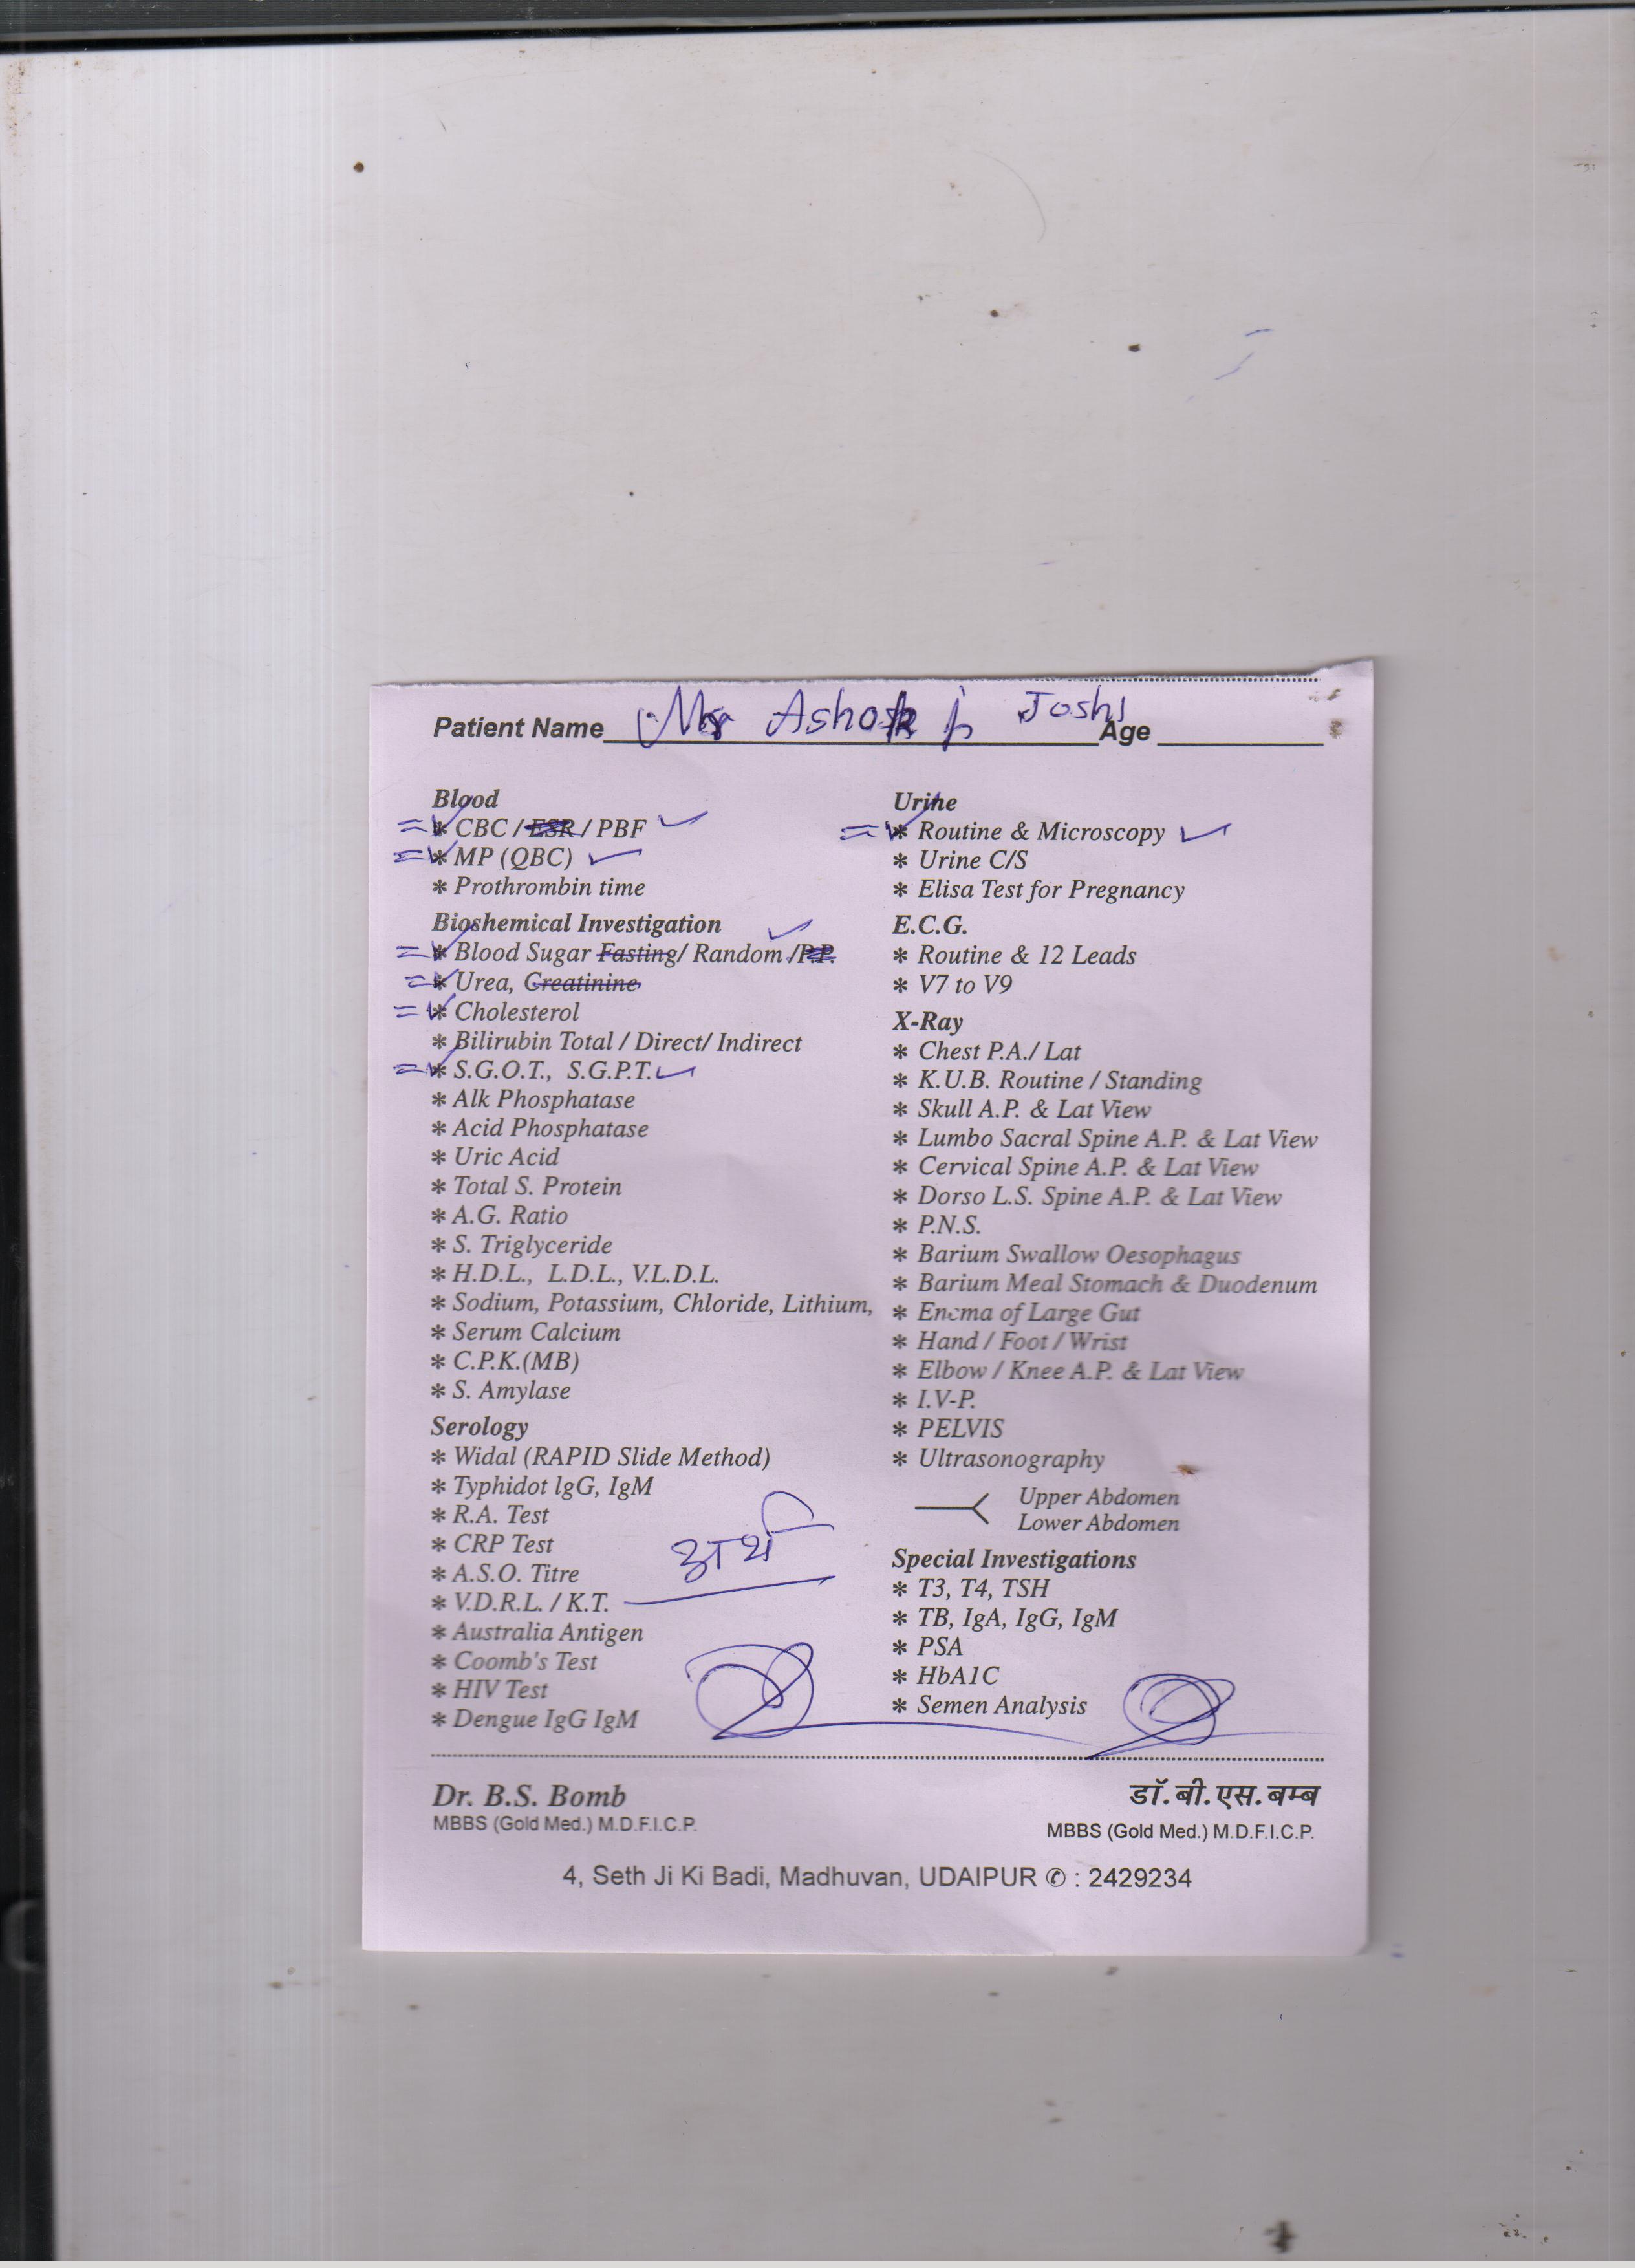 Patient Name Mr Ashok ji Joshi Age
Blood
* CBC / ESR / PBF
* MP (QBC)
* Prothrombin time
Bioshemical Investigation
* Blood Sugar Fasting/ Random /P.P.
* Urea, Creatinine
* Cholesterol
* Bilirubin Total / Direct/ Indirect
* S.G.O.T., S.G.P.T.
* Alk Phosphatase
* Acid Phosphatase
* Uric Acid
* Total S. Protein
* A.G. Ratio
* S. Triglyceride
* H.D.L., L.D.L., V.L.D.L.
* Sodium, Potassium, Chloride, Lithium,
* Serum Calcium
* C.P.K.(MB)
* S. Amylase
Serology
* Widal (RAPID Slide Method)
* Typhidot lgG, IgM
* R.A. Test
* CRP Test
* A.S.O. Titre
* V.D.R.L. / K.T.
* Australia Antigen
* Coomb's Test
* HIV Test
* Dengue IgG IgM
अर्थ
Urine
* Routine & Microscopy
* Urine C/S
* Elisa Test for Pregnancy
E.C.G.
* Routine & 12 Leads
* V7 to V9
X-Ray
* Chest P.A./ Lat
* K.U.B. Routine / Standing
* Skull A.P. & Lat View
* Lumbo Sacral Spine A.P. & Lat View
* Cervical Spine A.P. & Lat View
* Dorso L.S. Spine A.P. & Lat View
* P.N.S.
* Barium Swallow Oesophagus
* Barium Meal Stomach & Duodenum
* Enema of Large Gut
* Hand / Foot / Wrist
* Elbow / Knee A.P. & Lat View
* I.V-P.
* PELVIS
* Ultrasonography
Upper Abdomen
Lower Abdomen
Special Investigations
* T3, T4, TSH
* TB, IgA, IgG, IgM
* PSA
* HbA1C
* Semen Analysis
Dr. B.S. Bomb
MBBS (Gold Med.) M.D.F.I.C.P.
डॉ. बी. एस. बम्ब
MBBS (Gold Med.) M.D.F.I.C.P.
4, Seth Ji Ki Badi, Madhuvan, UDAIPUR ✆ : 2429234